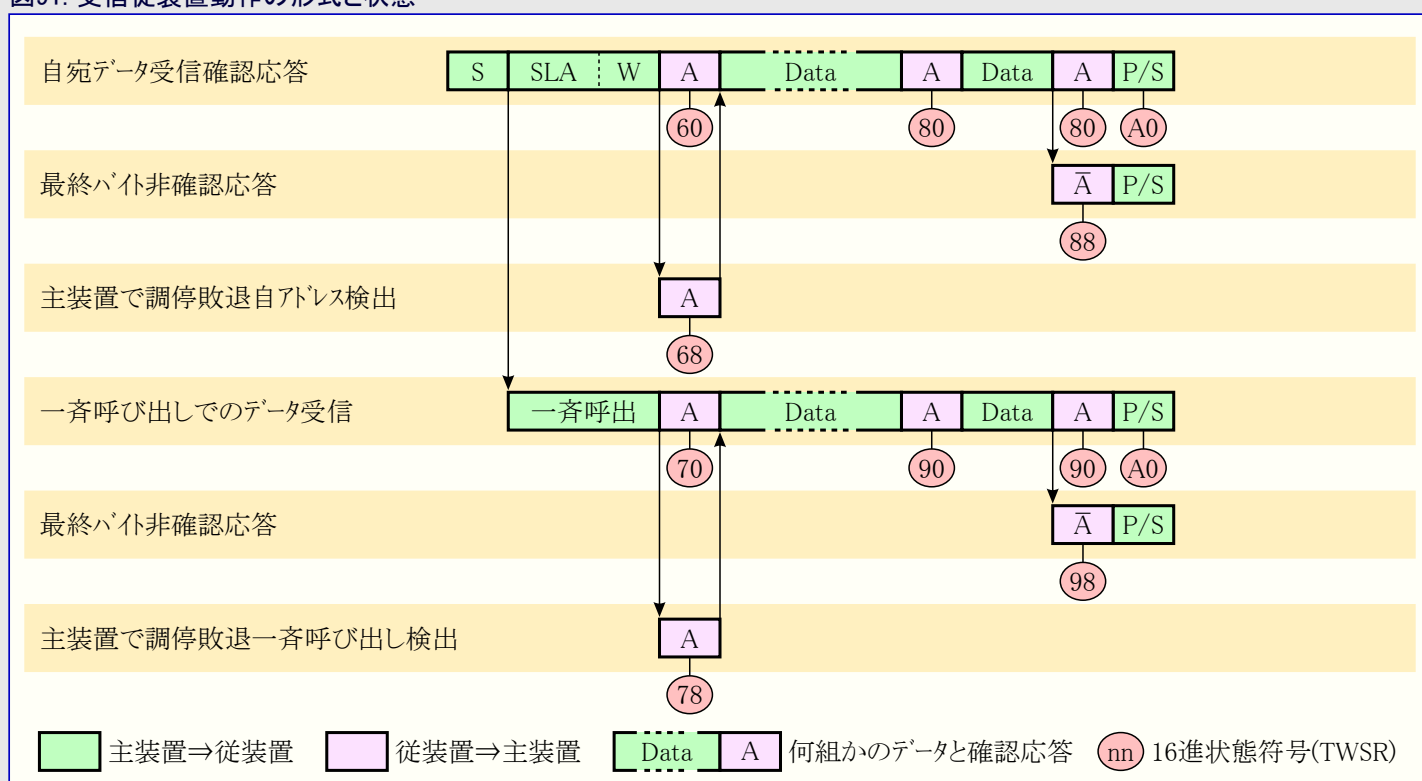 自宛データ受信確認応答 S SLA W A Data A Data A P/S
60 80 80 A0
最終バイト非確認応答 A̅ P/S
88
主装置で調停敗退自アドレス検出 A
68
一斉呼び出しでのデータ受信 一斉呼出 A Data A Data A P/S
70 90 90 A0
最終バイト非確認応答 A̅ P/S
98
主装置で調停敗退一斉呼び出し検出 A
78
主装置⇒従装置 従装置⇒主装置 Data A 何組かのデータと確認応答 nn 16進状態符号(TWSR)